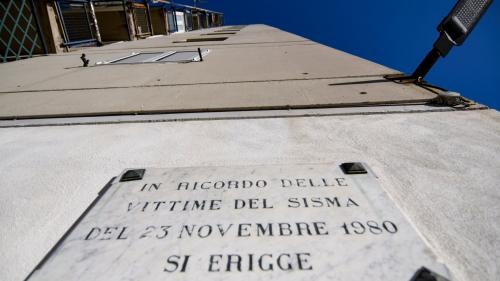 IN RICORDO DELLE
VITTIME DEL SISMA
DEL 23 NOVEMBRE 1980
SI ERIGGE